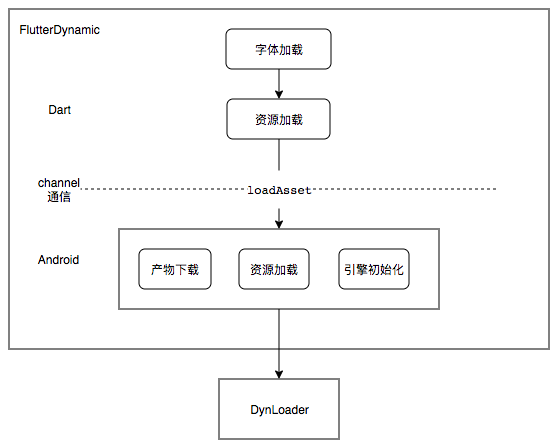 FlutterDynamic
字体加载
Dart
资源加载
channel
通信
loadAsset
Android
产物下载
资源加载
引擎初始化
DynLoader